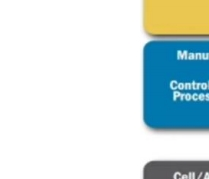 Manu
Control
Proces
Cell/A